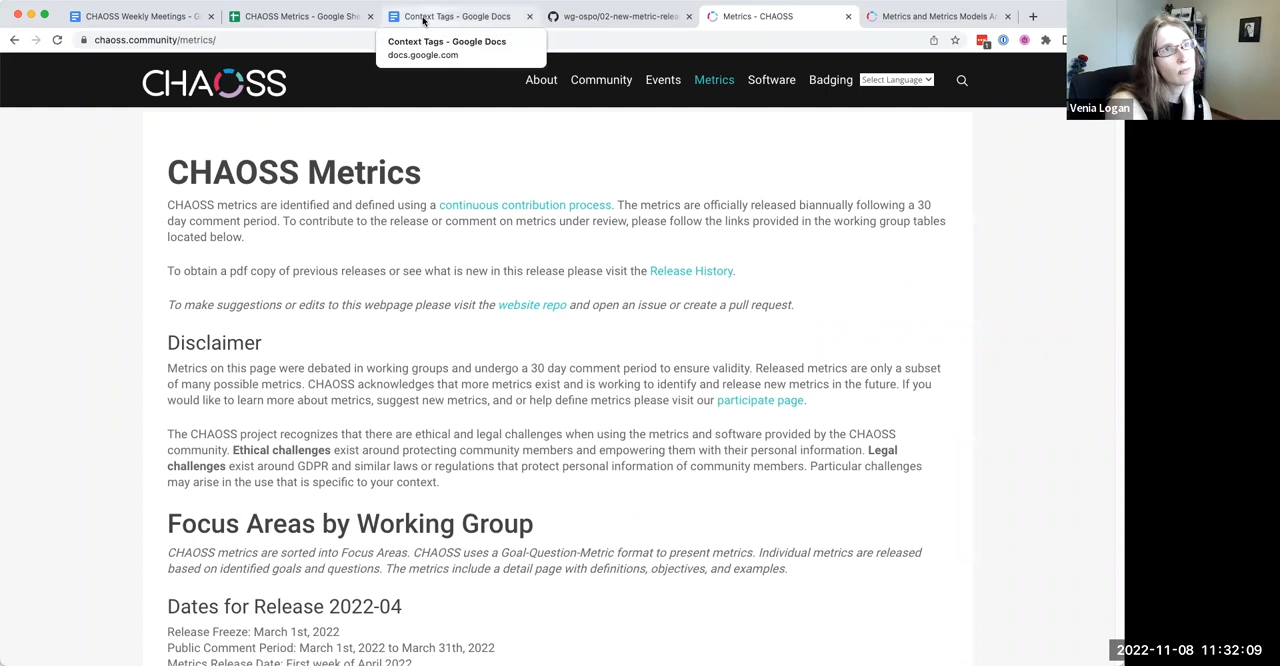 CHAOSS Weekly Meetings - G
CHAOSS Metrics - Google She
Context Tags - Google Docs
wg-ospo/02-new-metric-relea
Metrics - CHAOSS
Metrics and Metrics Models A
chaoss.community/metrics/
1
Context Tags - Google Docs
docs.google.com
CHAOSS
About
Community
Events
Metrics
Software
Badging
Select Language
Venia Logan
CHAOSS Metrics
CHAOSS metrics are identified and defined using a continuous contribution process. The metrics are officially released biannually following a 30
day comment period. To contribute to the release or comment on metrics under review, please follow the links provided in the working group tables
located below.
To obtain a pdf copy of previous releases or see what is new in this release please visit the Release History.
To make suggestions or edits to this webpage please visit the website repo and open an issue or create a pull request.
Disclaimer
Metrics on this page were debated in working groups and undergo a 30 day comment period to ensure validity. Released metrics are only a subset
of many possible metrics. CHAOSS acknowledges that more metrics exist and is working to identify and release new metrics in the future. If you
would like to learn more about metrics, suggest new metrics, and or help define metrics please visit our participate page.
The CHAOSS project recognizes that there are ethical and legal challenges when using the metrics and software provided by the CHAOSS
community. Ethical challenges exist around protecting community members and empowering them with their personal information. Legal
challenges exist around GDPR and similar laws or regulations that protect personal information of community members. Particular challenges
may arise in the use that is specific to your context.
Focus Areas by Working Group
CHAOSS metrics are sorted into Focus Areas. CHAOSS uses a Goal-Question-Metric format to present metrics. Individual metrics are released
based on identified goals and questions. The metrics include a detail page with definitions, objectives, and examples.
Dates for Release 2022-04
Release Freeze: March 1st, 2022
Public Comment Period: March 1st, 2022 to March 31th, 2022
Metrics Release Date: First week of April 2022
2022-11-08 11:32:09